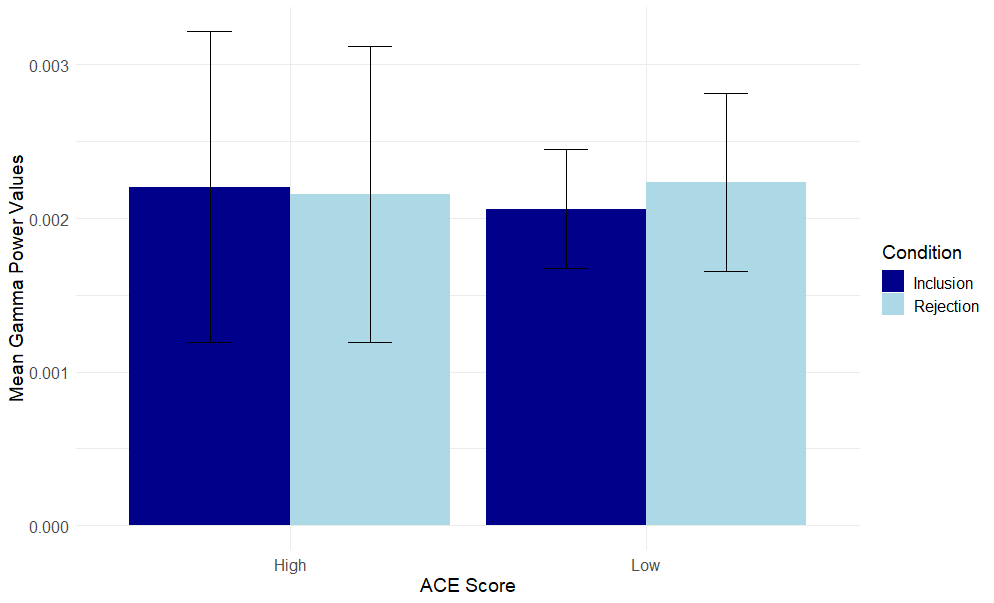 Mean Gamma Power Values
0.003
0.002
0.001
0.000
High
Low
ACE Score
Condition
Inclusion
Rejection